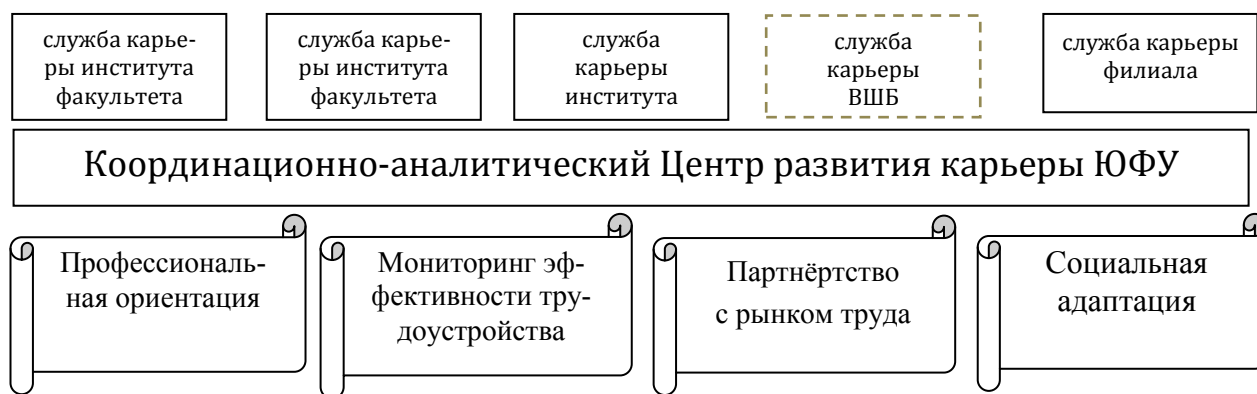 служба карье-
ры института
факультета
служба карье-
ры института
факультета
служба
карьеры
института
служба
карьеры
ВШБ
служба карьеры
филиала
Координационно-аналитический Центр развития карьеры ЮФУ
Профессиональ-
ная ориентация
Мониторинг эф-
фективности тру-
доустройства
Партнёртство
с рынком труда
Социальная
адаптация